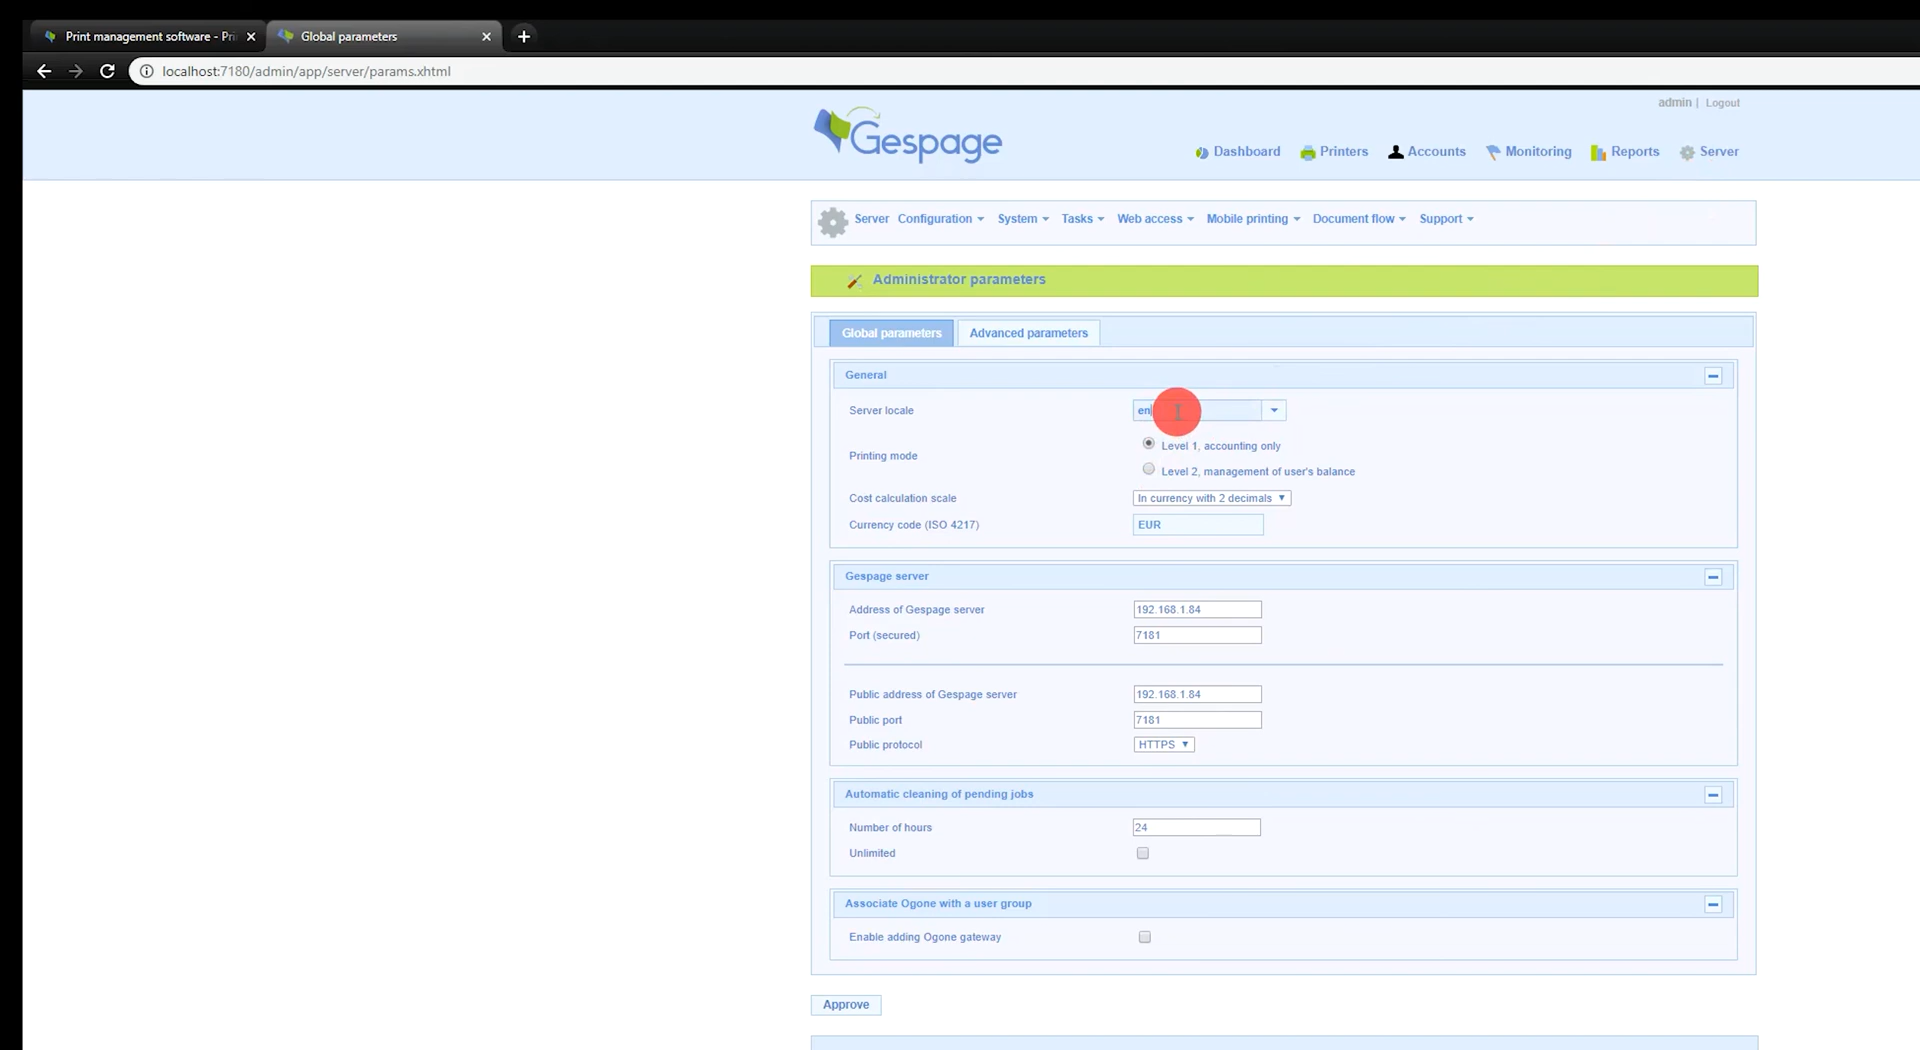 Print management software - Pri
Global parameters
localhost:7180/admin/app/server/params.xhtml
admin | Logout
Gespage
Dashboard Printers Accounts Monitoring Reports Server
Server Configuration System Tasks Web access Mobile printing Document flow Support
Administrator parameters
Global parameters Advanced parameters
General
Server locale en
Printing mode
Level 1, accounting only
Level 2, management of user's balance
Cost calculation scale In currency with 2 decimals
Currency code (ISO 4217) EUR
Gespage server
Address of Gespage server 192.168.1.84
Port (secured) 7181
Public address of Gespage server 192.168.1.84
Public port 7181
Public protocol HTTPS
Automatic cleaning of pending jobs
Number of hours 24
Unlimited
Associate Ogone with a user group
Enable adding Ogone gateway
Approve